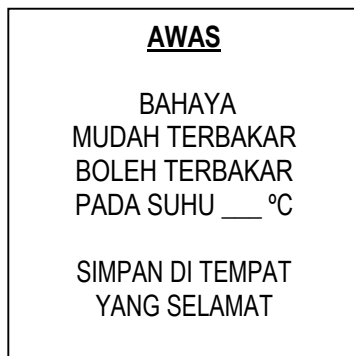 AWAS
BAHAYA
MUDAH TERBAKAR
BOLEH TERBAKAR
PADA SUHU ___ ºC
SIMPAN DI TEMPAT
YANG SELAMAT